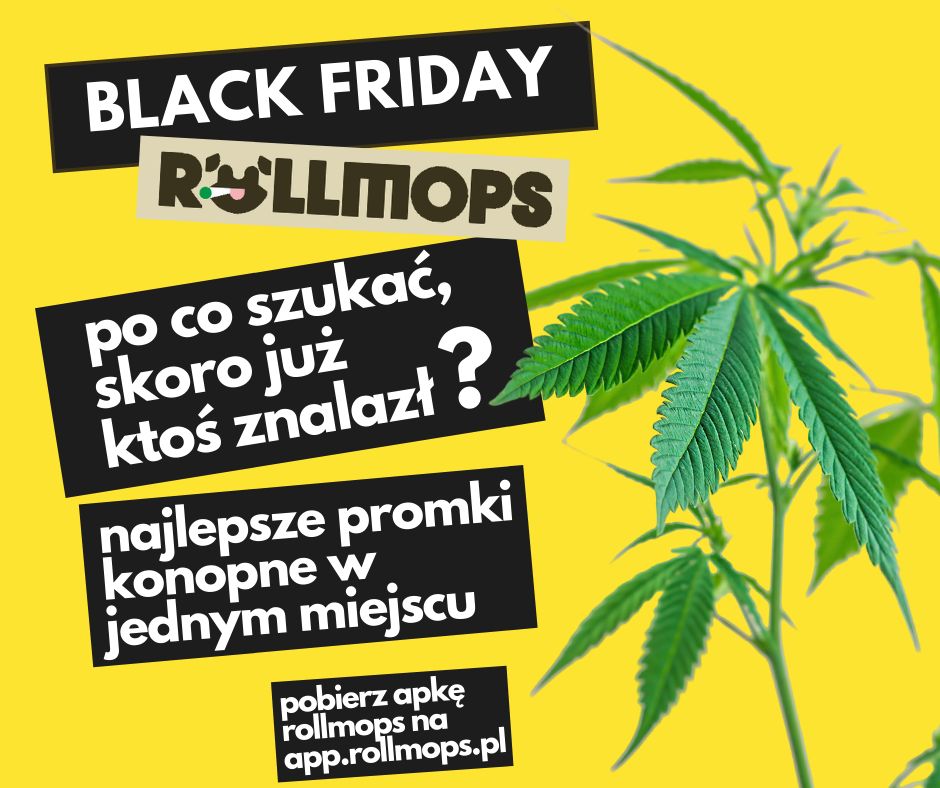 BLACK FRIDAY
ROLLMOPS
po co szukać,
skoro już
ktoś znalazł ?
najlepsze promki
konopne w
jednym miejscu
pobierz apkę
rollmops na
app.rollmops.pl